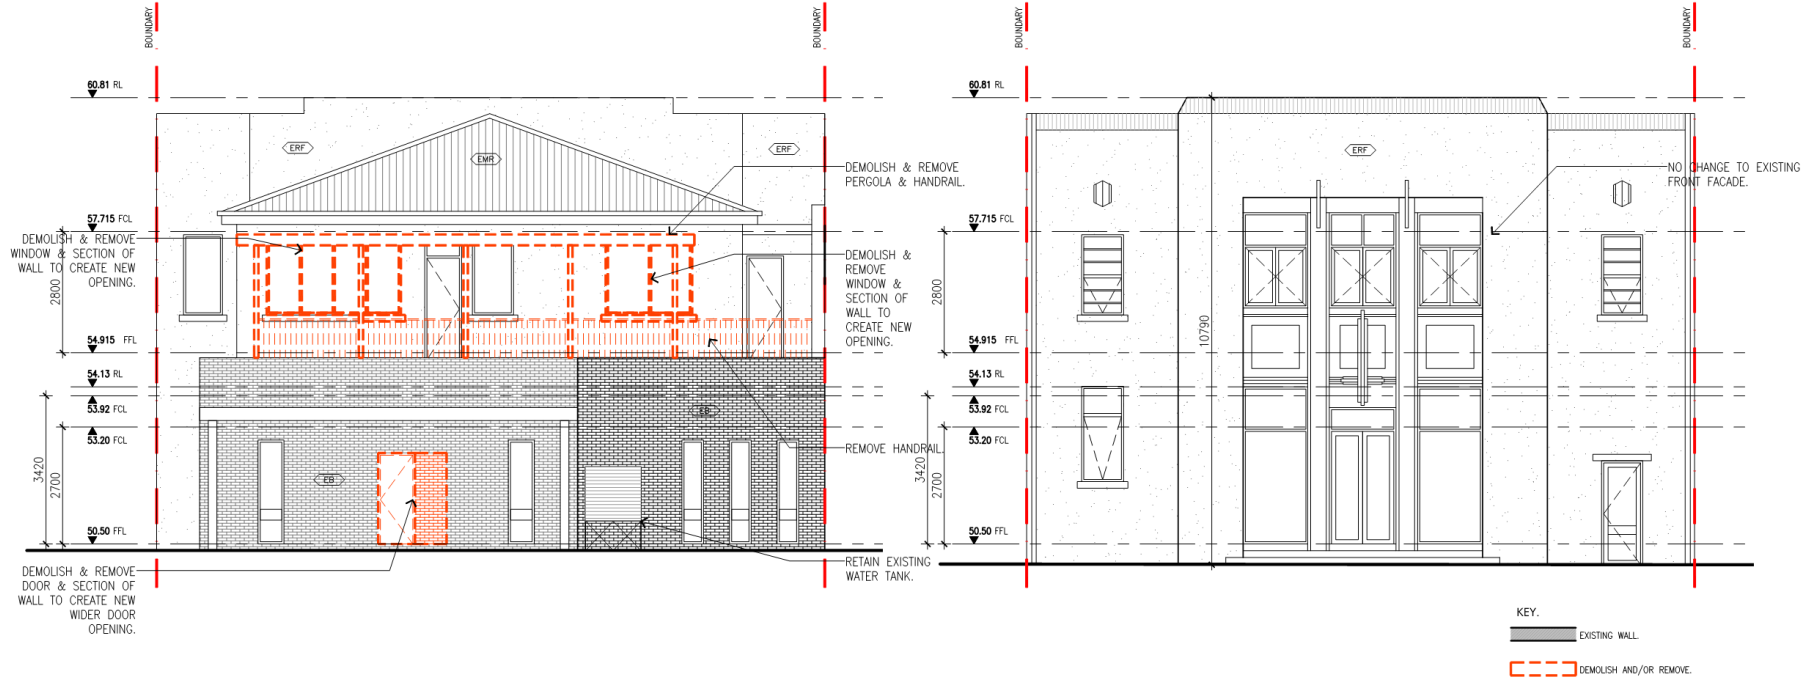 BOUNDARY
BOUNDARY
BOUNDARY
BOUNDARY
60.81 RL
ERF
EMR
ERF
DEMOLISH & REMOVE
PERGOLA & HANDRAIL.
57.715 FCL
DEMOLISH & REMOVE
WINDOW & SECTION OF
WALL TO CREATE NEW
OPENING.
2800
DEMOLISH &
REMOVE
WINDOW &
SECTION OF
WALL TO
CREATE NEW
OPENING.
54.915 FFL
54.13 RL
53.92 FCL
53.20 FCL
3420
2700
EB
EB
REMOVE HANDRAIL.
50.50 FFL
DEMOLISH & REMOVE
DOOR & SECTION OF
WALL TO CREATE NEW
WIDER DOOR
OPENING.
RETAIN EXISTING
WATER TANK.
60.81 RL
ERF
NO CHANGE TO EXISTING
FRONT FACADE.
57.715 FCL
2800
10790
54.915 FFL
54.13 RL
53.92 FCL
53.20 FCL
3420
2700
50.50 FFL
KEY.
EXISTING WALL.
DEMOLISH AND/OR REMOVE.